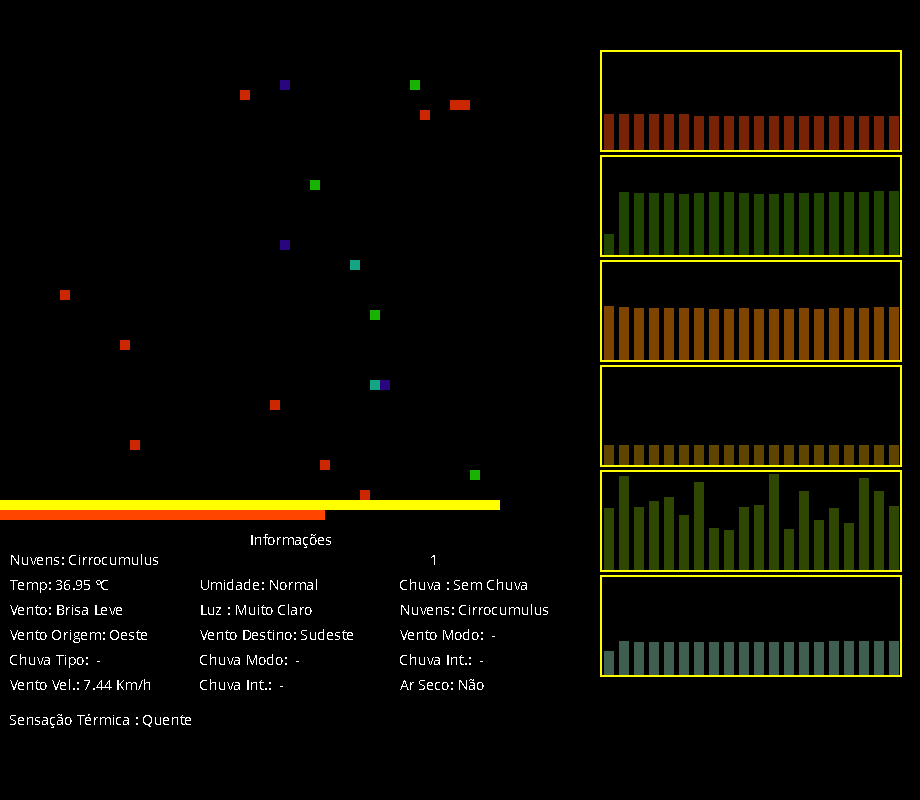 Informações
Nuvens: Cirrocumulus 1
Temp: 36.95 ºC Umidade: Normal Chuva : Sem Chuva
Vento: Brisa Leve Luz : Muito Claro Nuvens: Cirrocumulus
Vento Origem: Oeste Vento Destino: Sudeste Vento Modo: -
Chuva Tipo: - Chuva Modo: - Chuva Int.: -
Vento Vel.: 7.44 Km/h Chuva Int.: - Ar Seco: Não
Sensação Térmica : Quente